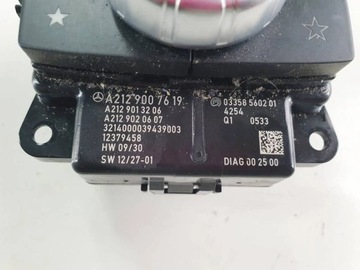 A 212 900 76 19
A 212 901 32 06
A 212 902 06 07
3214000039439003
12379458
HW 09/30
SW 12/27-01
03358 5602 01
4254
Q1 0533
DIAG 00 25 00